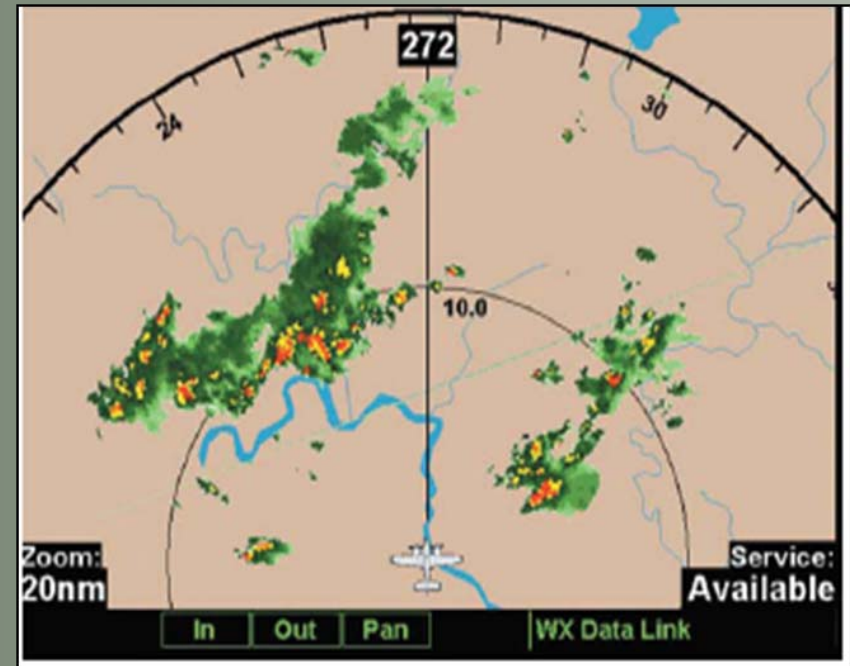 272
24
30
10.0
Zoom:
20nm
Service:
Available
In
Out
Pan
WX Data Link